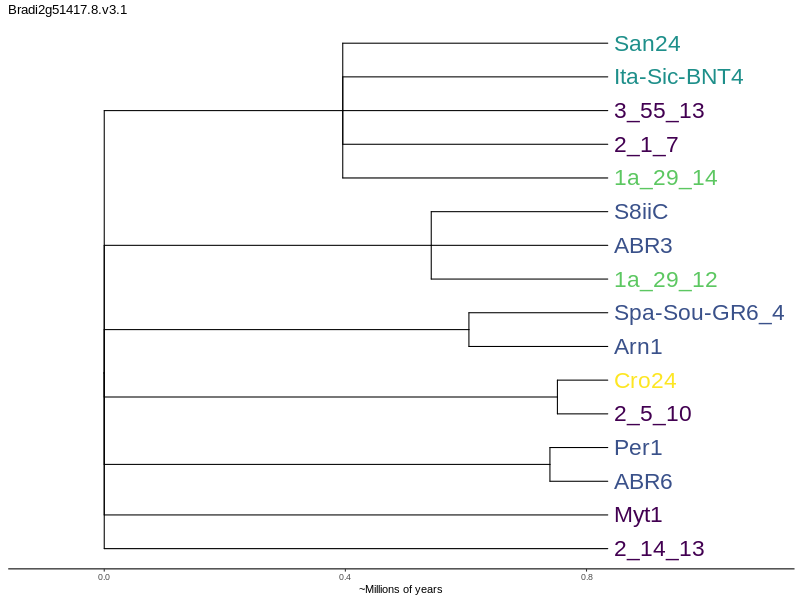 Bradi2g51417.8.v3.1
San24
Ita-Sic-BNT4
3_55_13
2_1_7
1a_29_14
S8iiC
ABR3
1a_29_12
Spa-Sou-GR6_4
Arn1
Cro24
2_5_10
Per1
ABR6
Myt1
2_14_13
0.0 0.4 0.8
~Millions of years